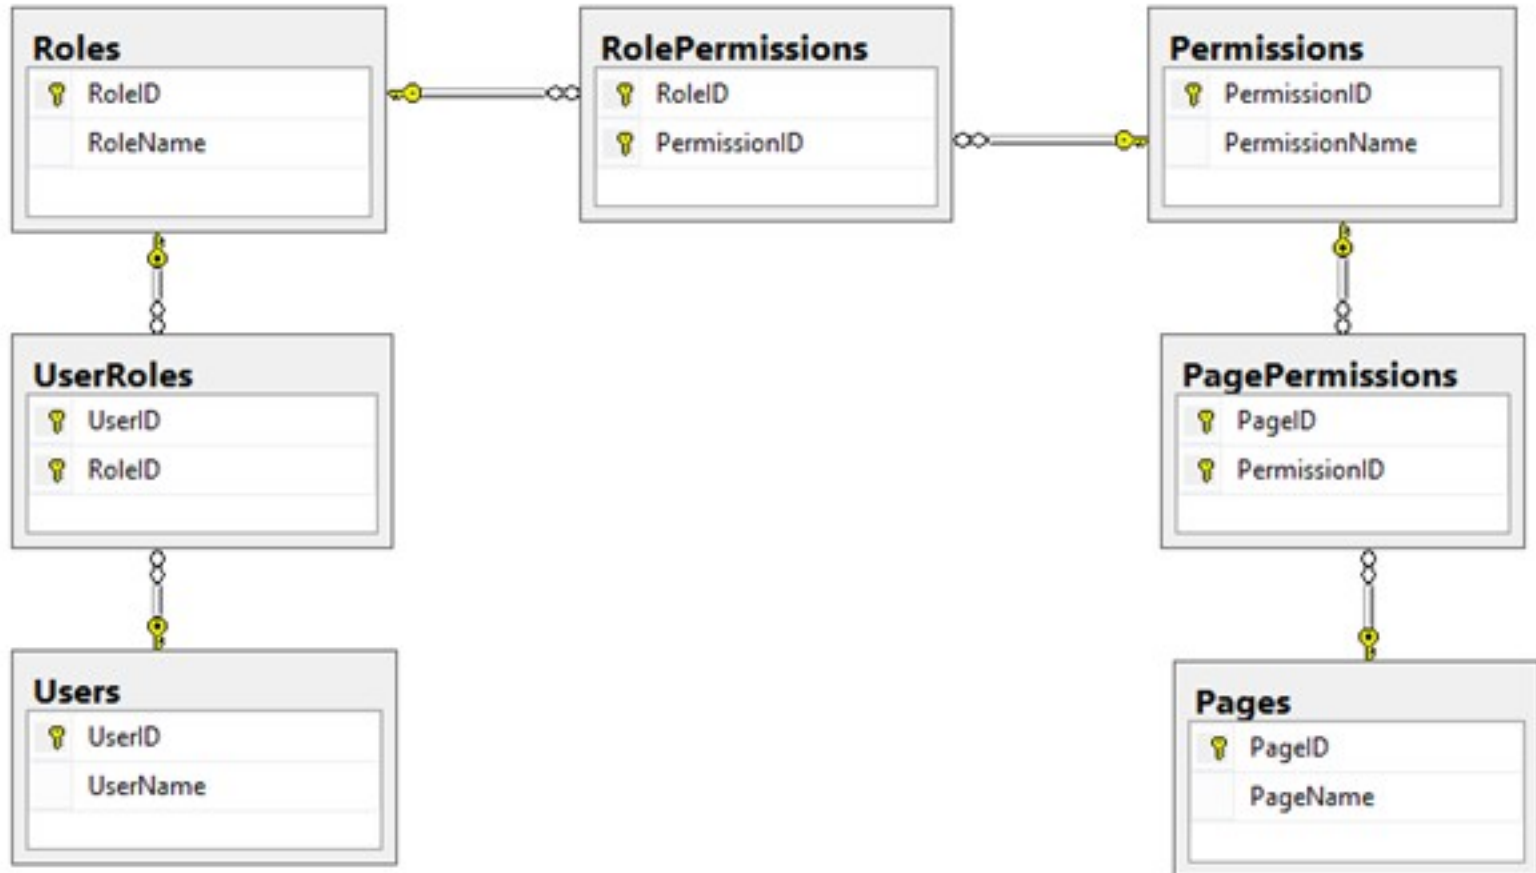 Roles
RoleID
RoleName
RolePermissions
RoleID
PermissionID
Permissions
PermissionID
PermissionName
UserRoles
UserID
RoleID
PagePermissions
PageID
PermissionID
Users
UserID
UserName
Pages
PageID
PageName